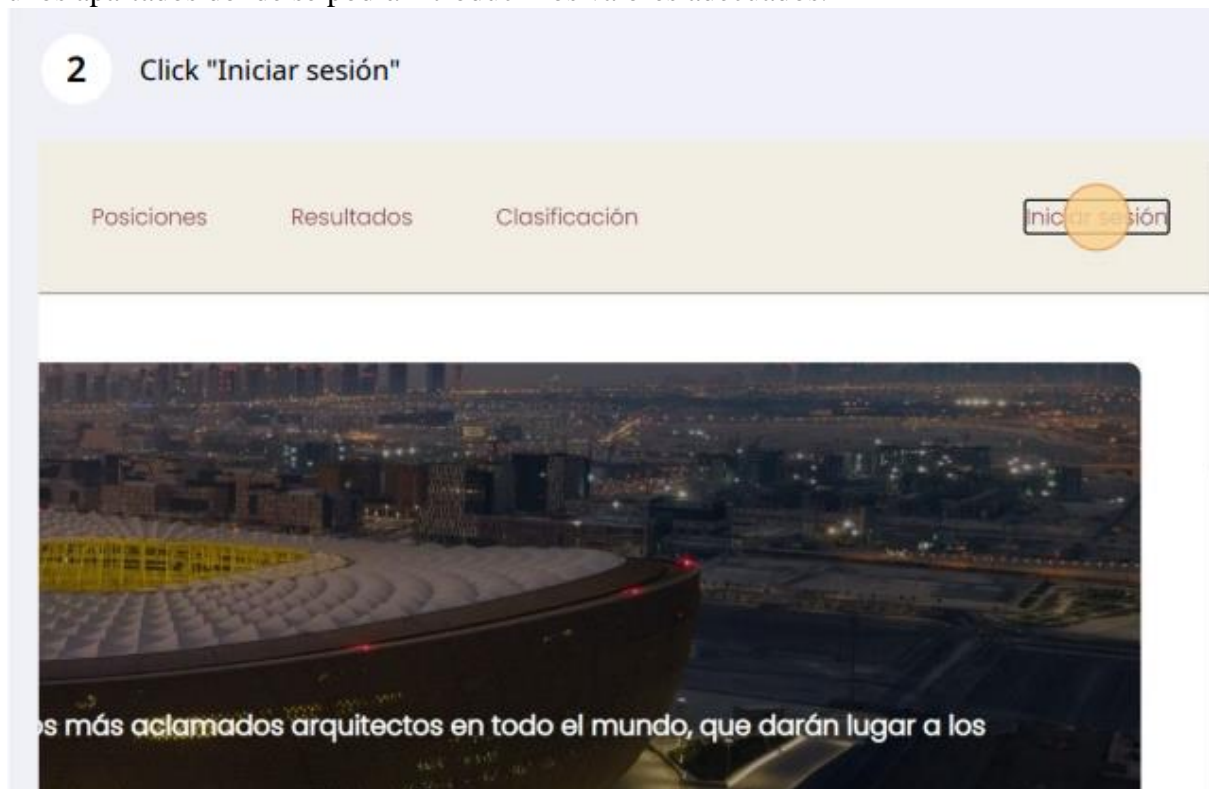 2 Click "Iniciar sesión"
Posiciones Resultados Clasificación Iniciar sesión
más aclamados arquitectos en todo el mundo, que darán lugar a los